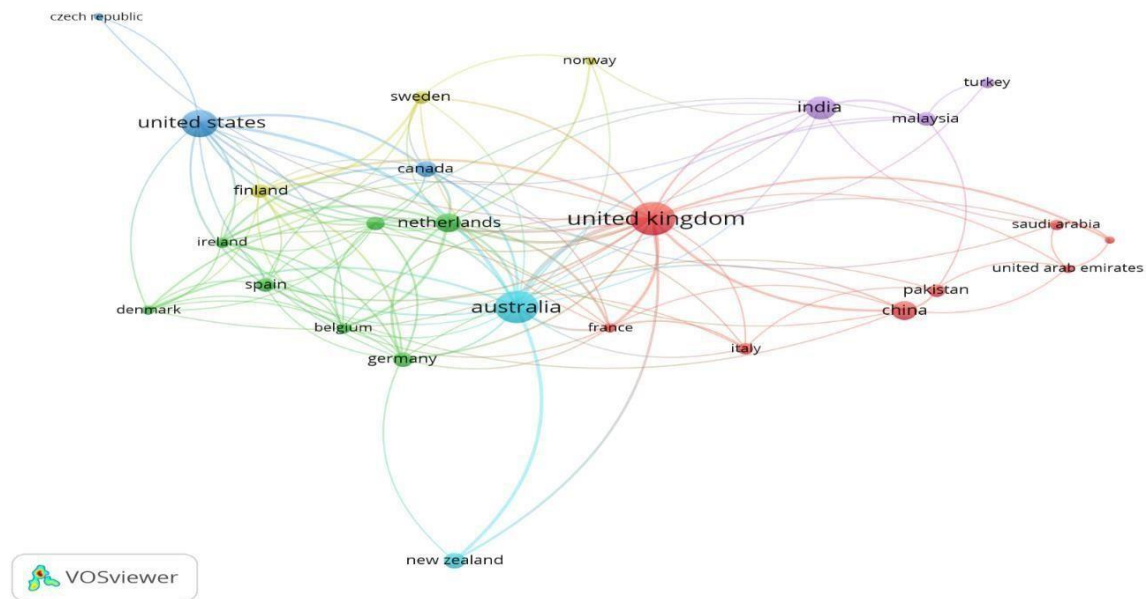 czech republic
norway
sweden
turkey
india
united states
malaysia
canada
finland
united kingdom
netherlands
saudi arabia
ireland
united arab emirates
spain
pakistan
australia
denmark
china
belgium
france
italy
germany
new zealand
VOSviewer